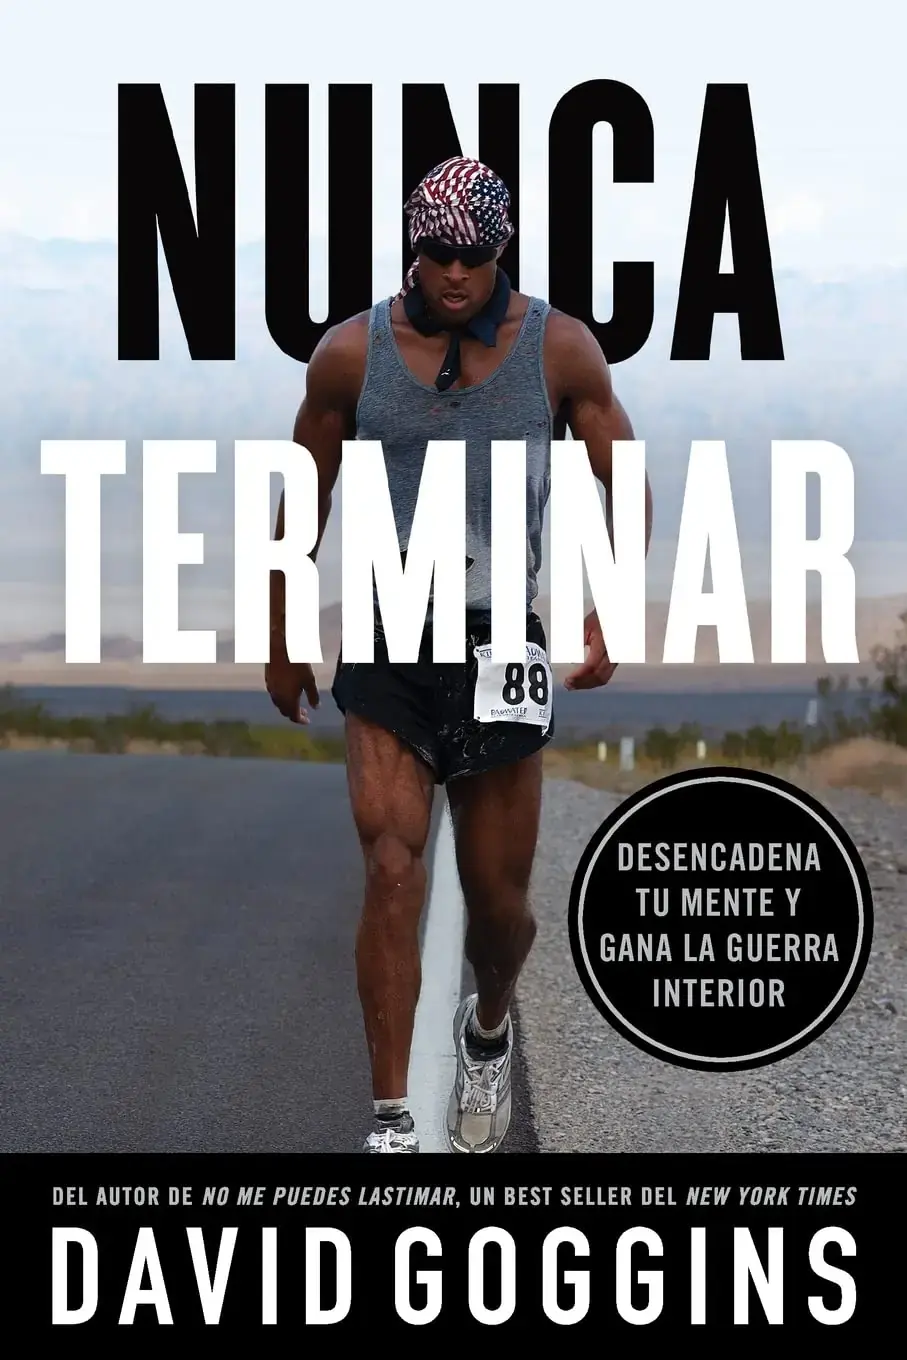 NUNCA
TERMINAR
88
BADWATER
DESENCADENA
TU MENTE Y
GANA LA GUERRA
INTERIOR
DEL AUTOR DE NO ME PUEDES LASTIMAR, UN BEST SELLER DEL NEW YORK TIMES
DAVID GOGGINS